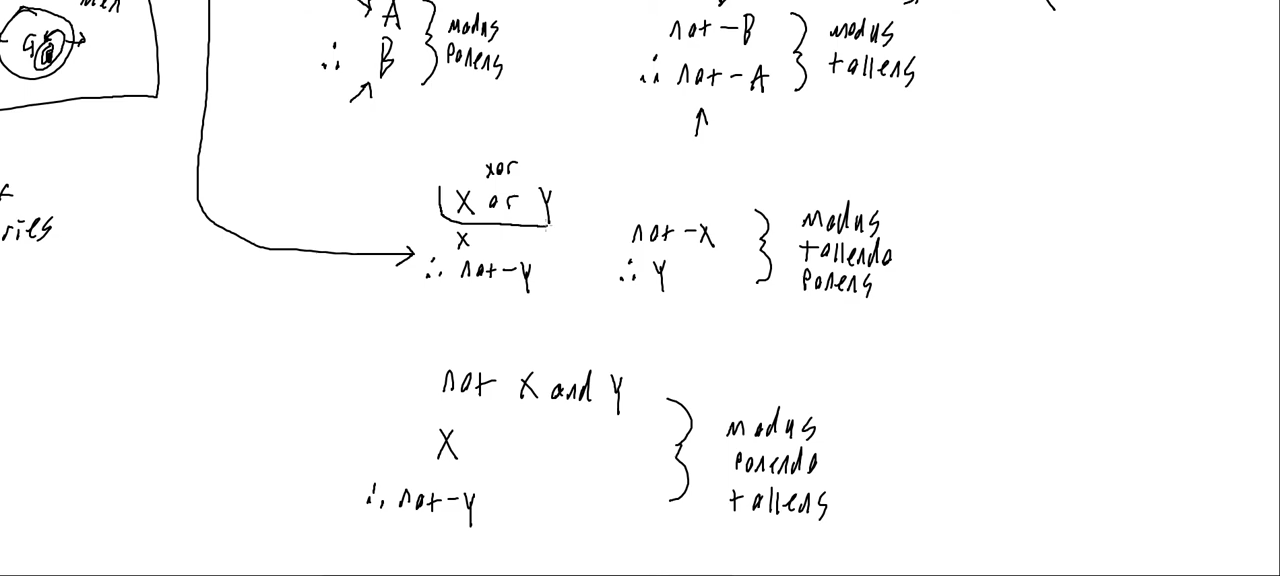 A
∴ B
modus
ponens
not-B
∴ not-A
modus
tollens
ries
xor
X or Y
X
∴ not-Y
not-X
∴ Y
modus
tollendo
ponens
not X and Y
X
∴ not-Y
modus
ponendo
tollens